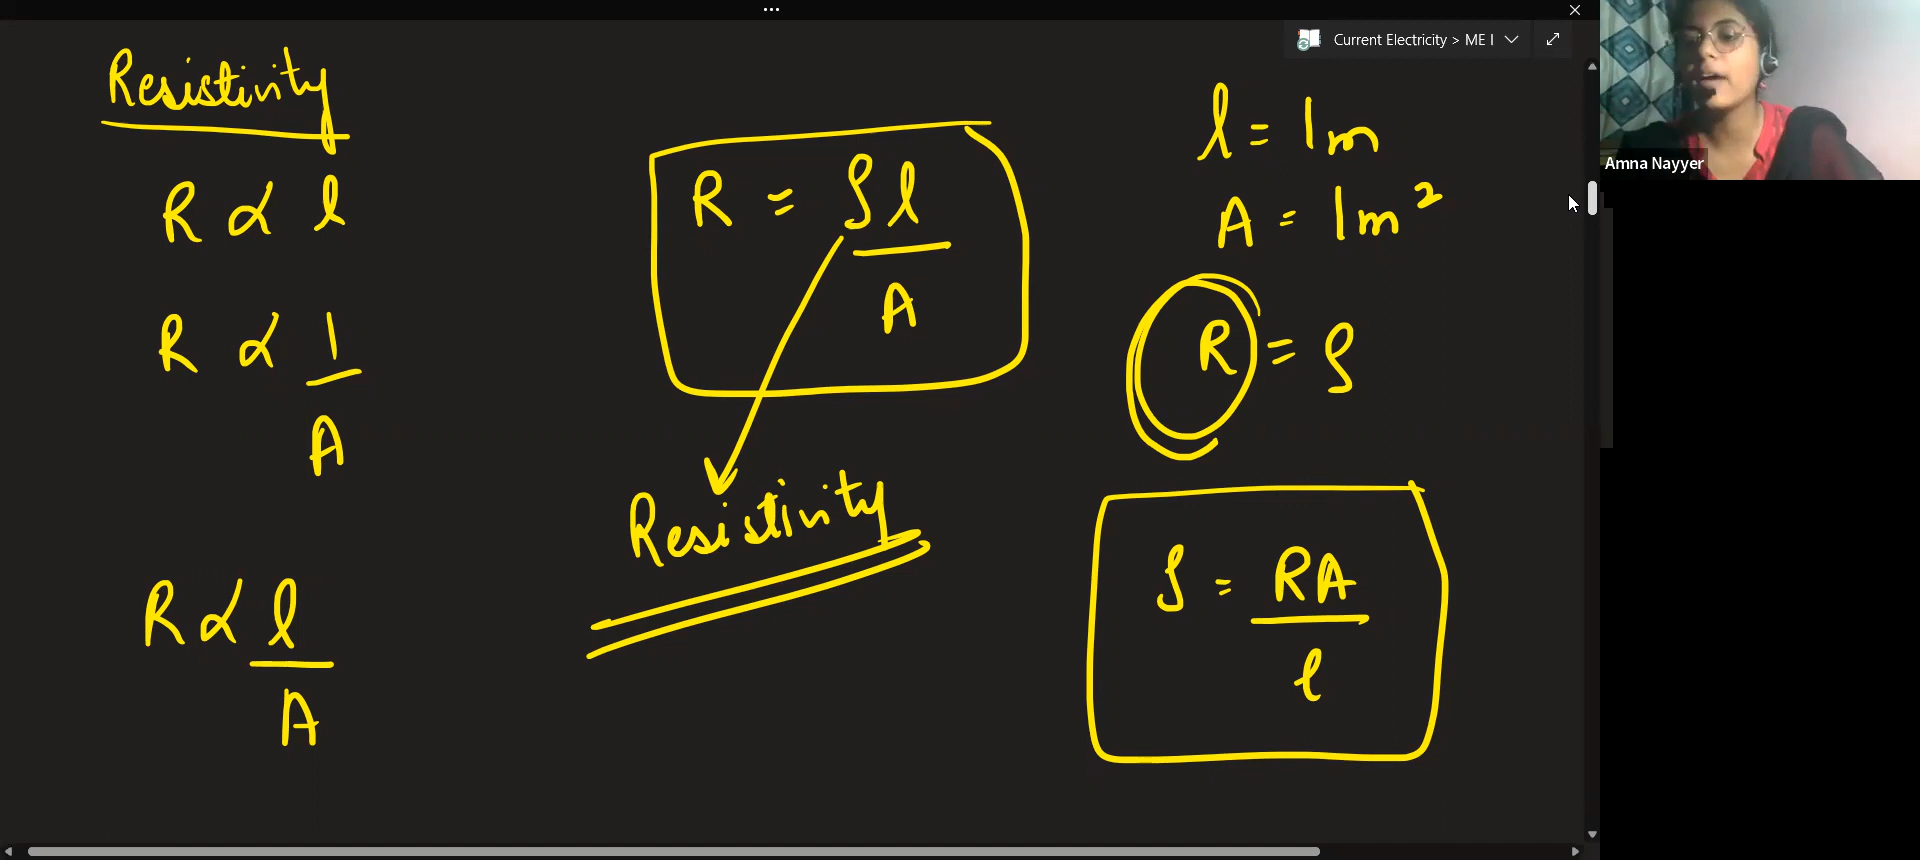 ...
Current Electricity > ME I
Amna Nayyer
Resistivity
R ∝ l
R ∝ 1
A
R ∝ l
A
R = ρl
A
Resistivity
l = 1m
A = 1m²
R = ρ
ρ = RA
l